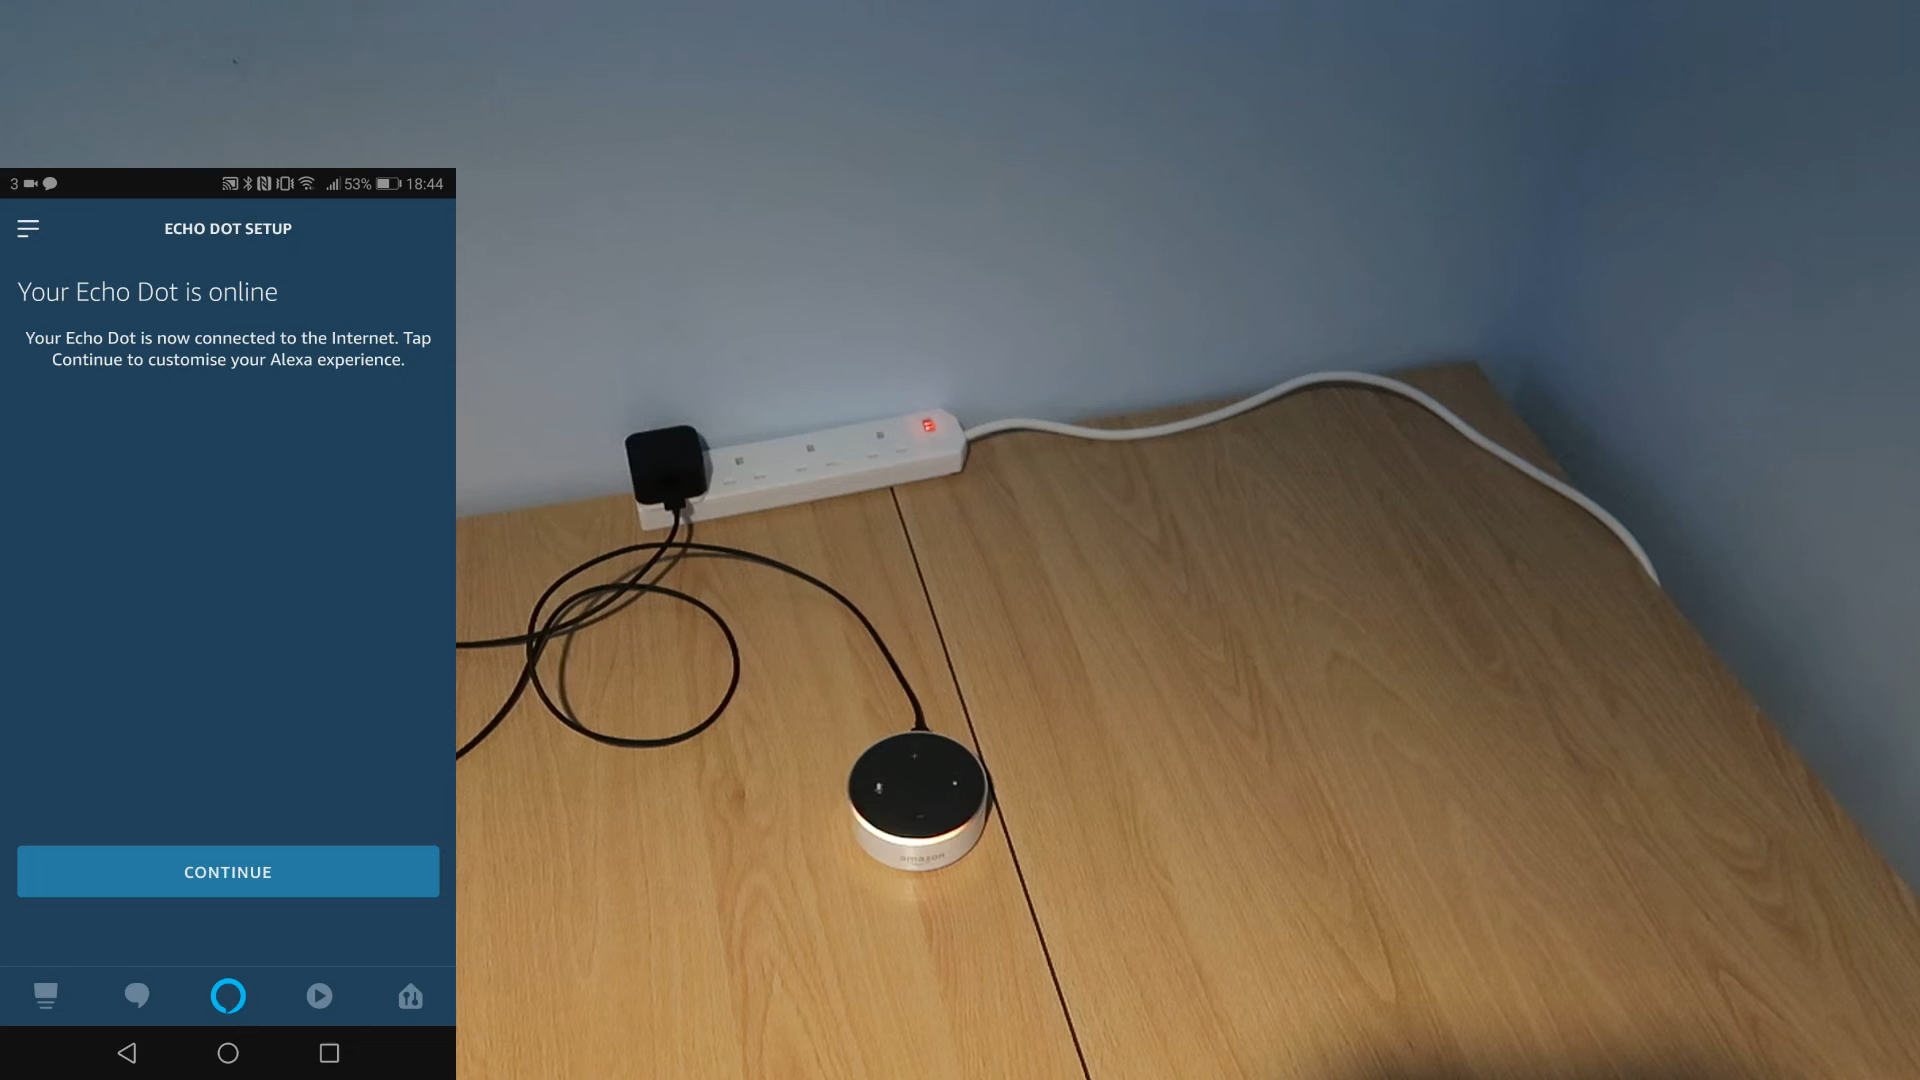 3
53%
18:44
ECHO DOT SETUP
Your Echo Dot is online
Your Echo Dot is now connected to the Internet. Tap
Continue to customise your Alexa experience.
CONTINUE
amazon